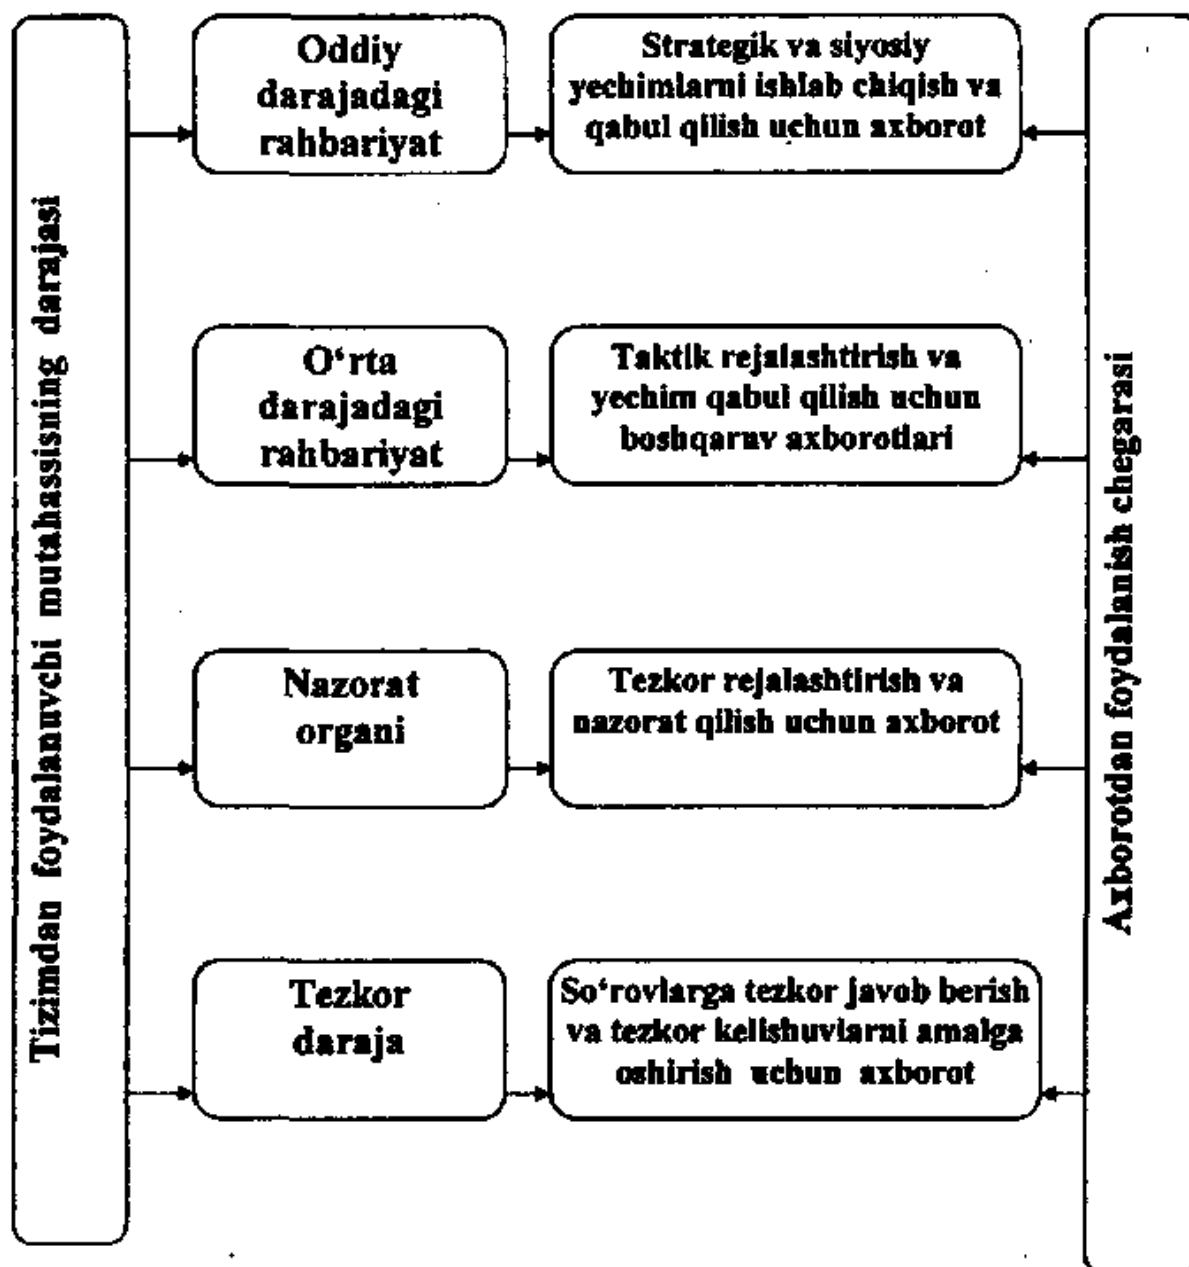 Tizimdan foydalanuvchi mutahassisning darajasi
Oddiy
darajadagi
rahbariyat
Strategik va siyosiy
yechimlarni ishlab chiqish va
qabul qilish uchun axborot
O‘rta
darajadagi
rahbariyat
Taktik rejalashtirish va
yechim qabul qilish uchun
boshqaruv axborotlari
Nazorat
organi
Tezkor rejalashtirish va
nazorat qilish uchun axborot
Tezkor
daraja
So‘rovlarga tezkor javob berish
va tezkor kelishuvlarni amalga
oshirish uchun axborot
Axborotdan foydalanish chegarasi